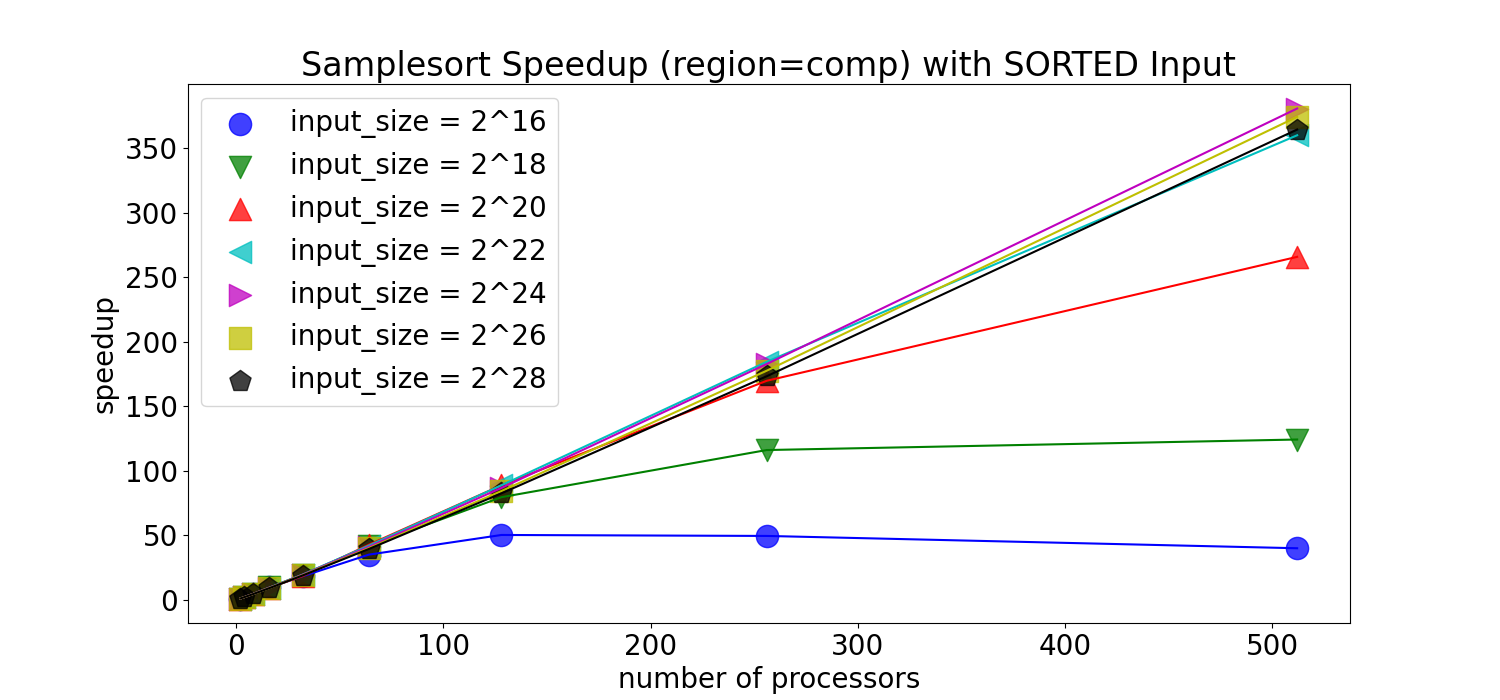 Samplesort Speedup (region=comp) with SORTED Input
input_size = 2^16
input_size = 2^18
input_size = 2^20
input_size = 2^22
input_size = 2^24
input_size = 2^26
input_size = 2^28
speedup
350
300
250
200
150
100
50
0
0 100 200 300 400 500
number of processors